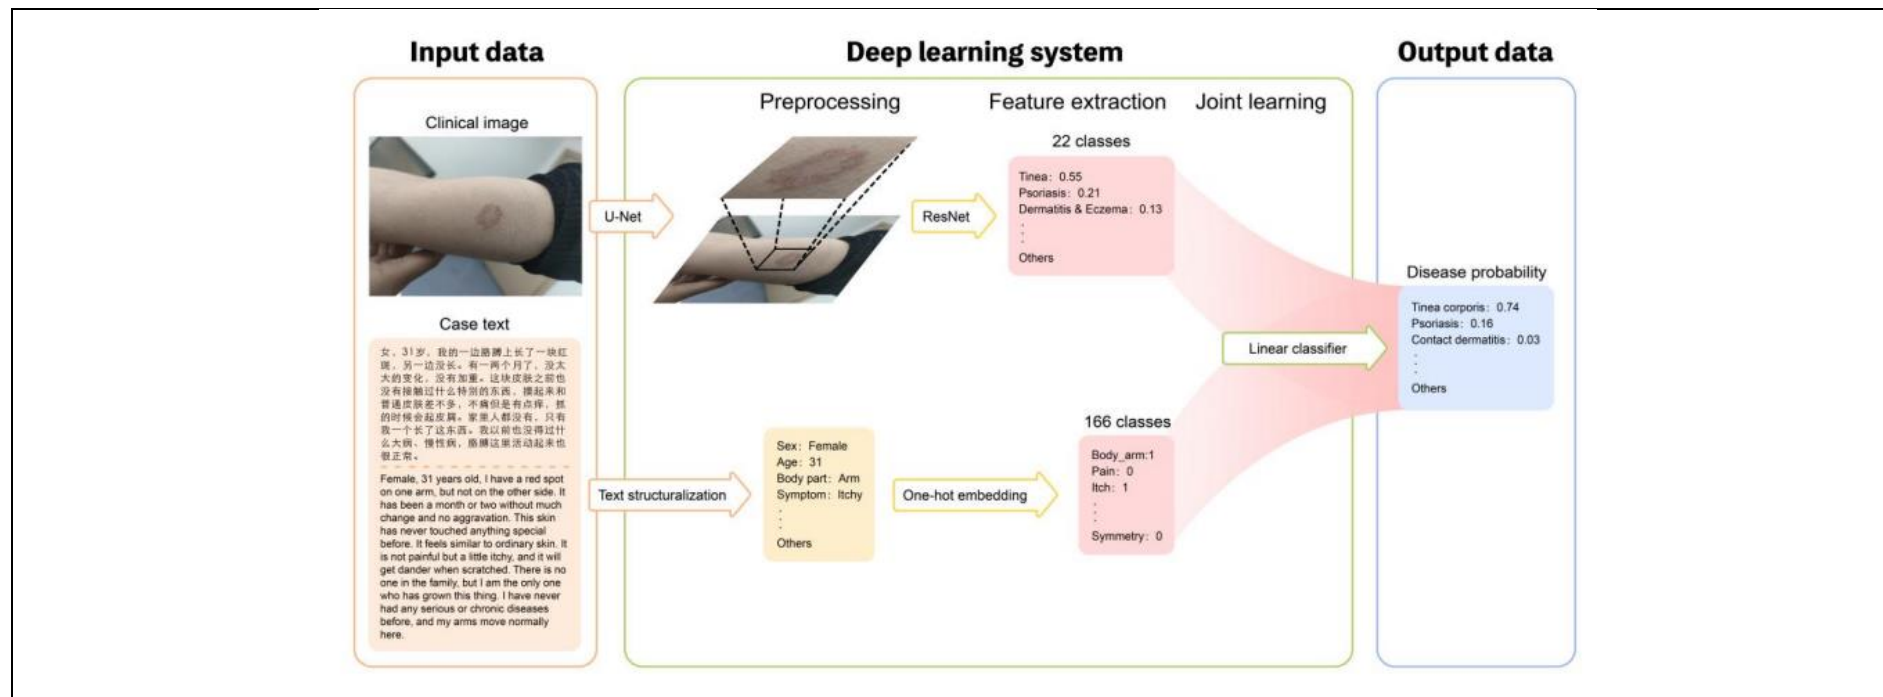 Input data
Deep learning system
Output data
Preprocessing
Feature extraction
Joint learning
Clinical image
U-Net
ResNet
22 classes
Tinea: 0.55
Psoriasis: 0.21
Dermatitis & Eczema: 0.13
.
.
.
Others
Case text
女，31岁，我的一边胳膊上长了一块红
斑，另一边没长。有一两个月了，没太
大的变化，没有加重。这块皮肤之前也
没有接触过什么特别的东西，摸起来和
普通皮肤差不多，不痛但是有点痒，抓
的时候会起皮屑。家里人都没有，只有
我一个长了这东西。我以前也没得过什
么大病、慢性病，胳膊这里活动起来也
很正常。
Female, 31 years old, I have a red spot
on one arm, but not on the other side. It
has been a month or two without much
change and no aggravation. This skin
has never touched anything special
before. It feels similar to ordinary skin. It
is not painful but a little itchy, and it will
get dander when scratched. There is no
one in the family, but I am the only one
who has grown this thing. I have never
had any serious or chronic diseases
before, and my arms move normally
here.
Text structuralization
Sex: Female
Age: 31
Body part: Arm
Symptom: Itchy
.
.
.
Others
One-hot embedding
166 classes
Body_arm:1
Pain: 0
Itch: 1
.
.
.
Symmetry: 0
Linear classifier
Disease probability
Tinea corporis: 0.74
Psoriasis: 0.16
Contact dermatitis: 0.03
.
.
.
Others